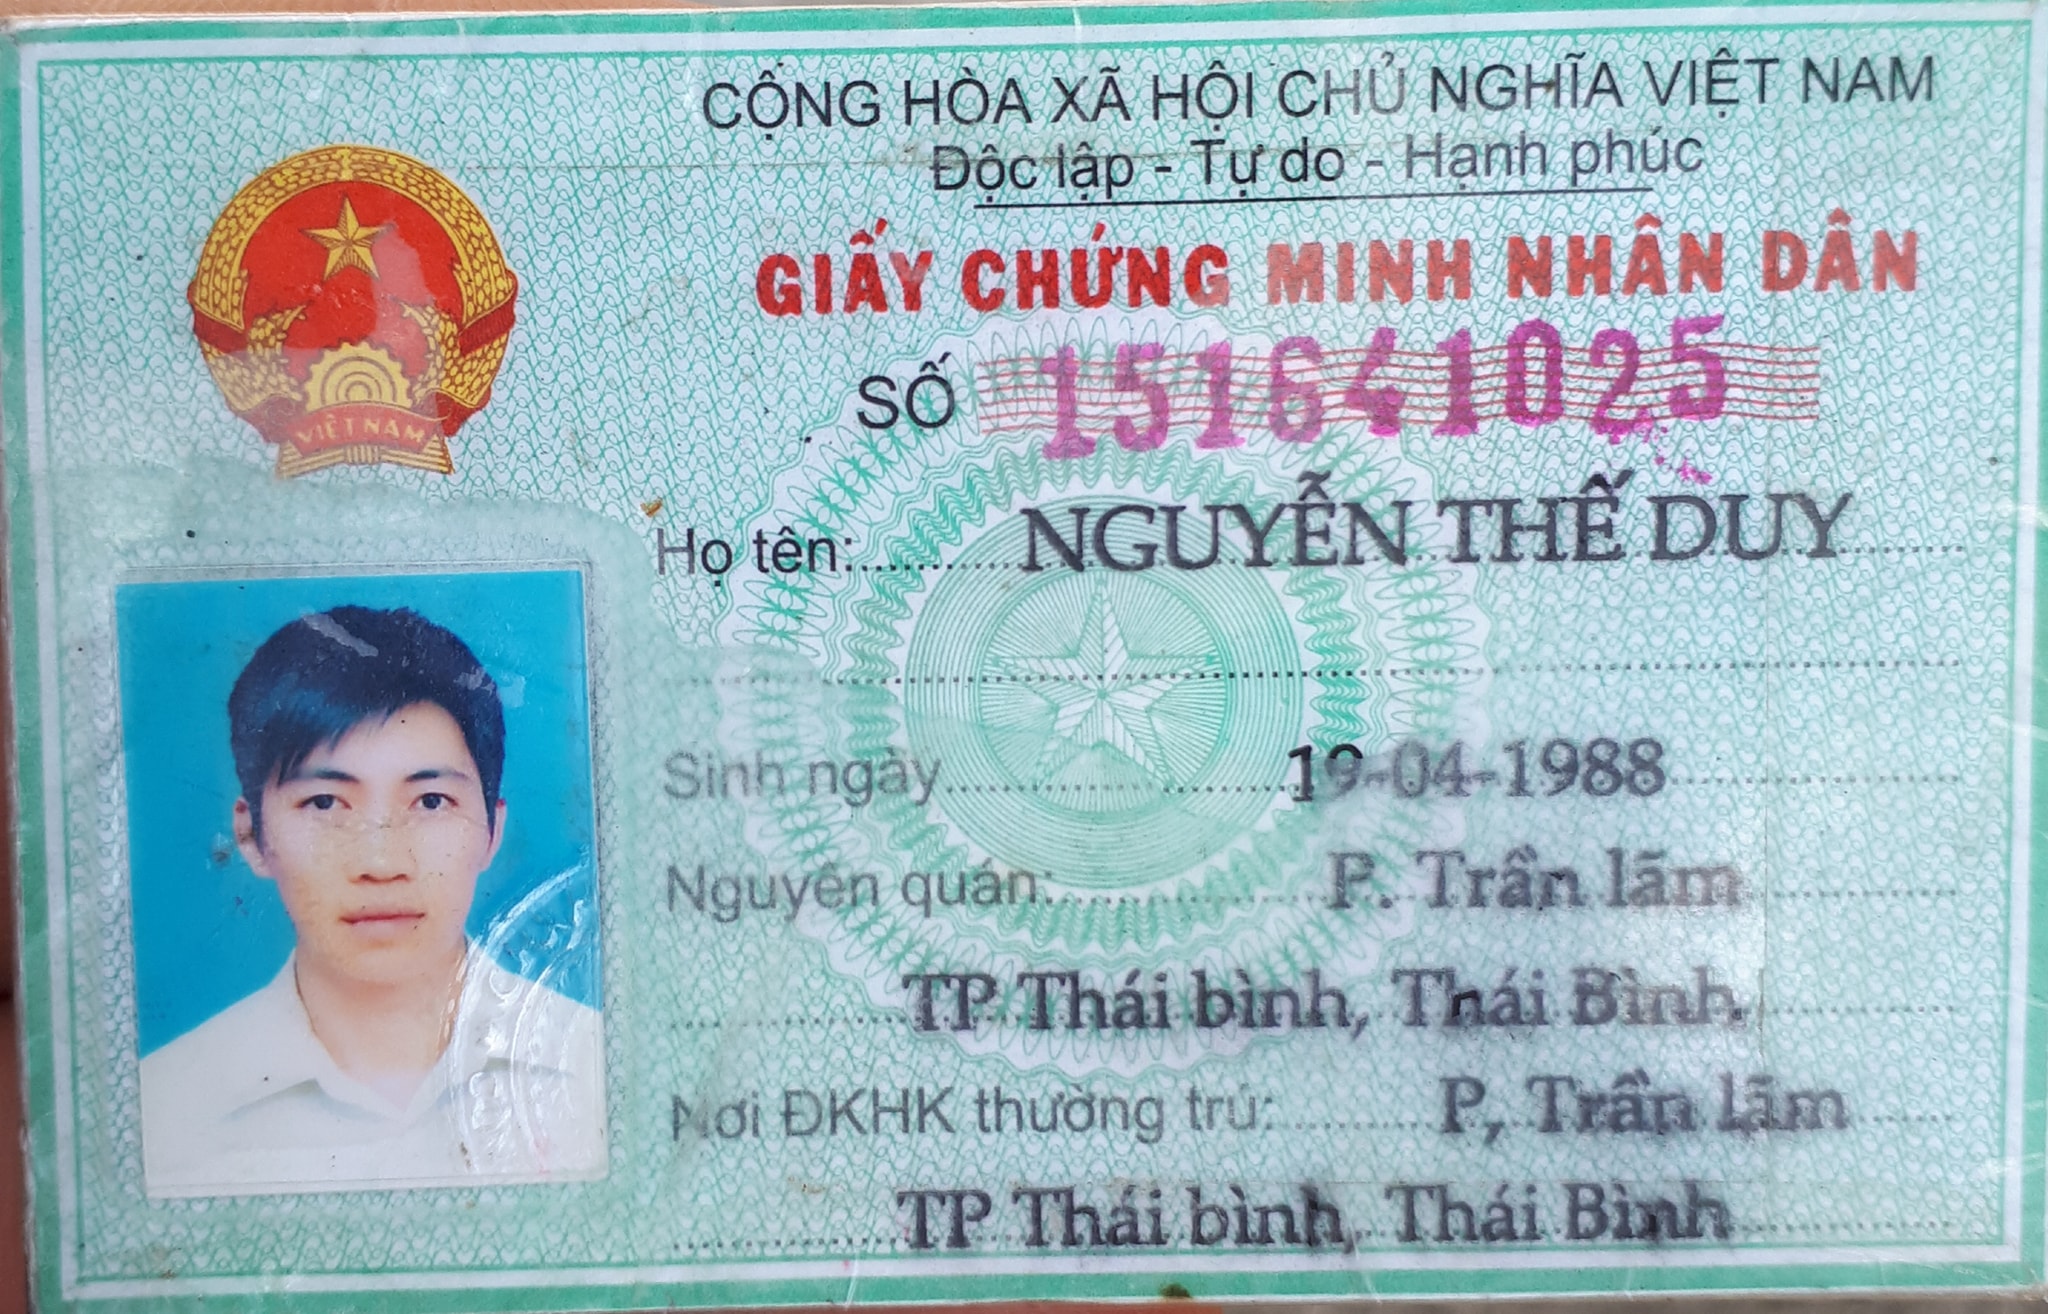 CỘNG HÒA XÃ HỘI CHỦ NGHĨA VIỆT NAM
Độc lập - Tự do - Hạnh phúc
GIẤY CHỨNG MINH NHÂN DÂN
SỐ 151641025
VIỆT NAM
Họ tên: NGUYỄN THẾ DUY
Sinh ngày 19-04-1988
Nguyên quán: P. Trần lãm
TP Thái bình, Thái Bình.
Nơi ĐKHK thường trú: P, Trần lãm
TP Thái bình, Thái Bình